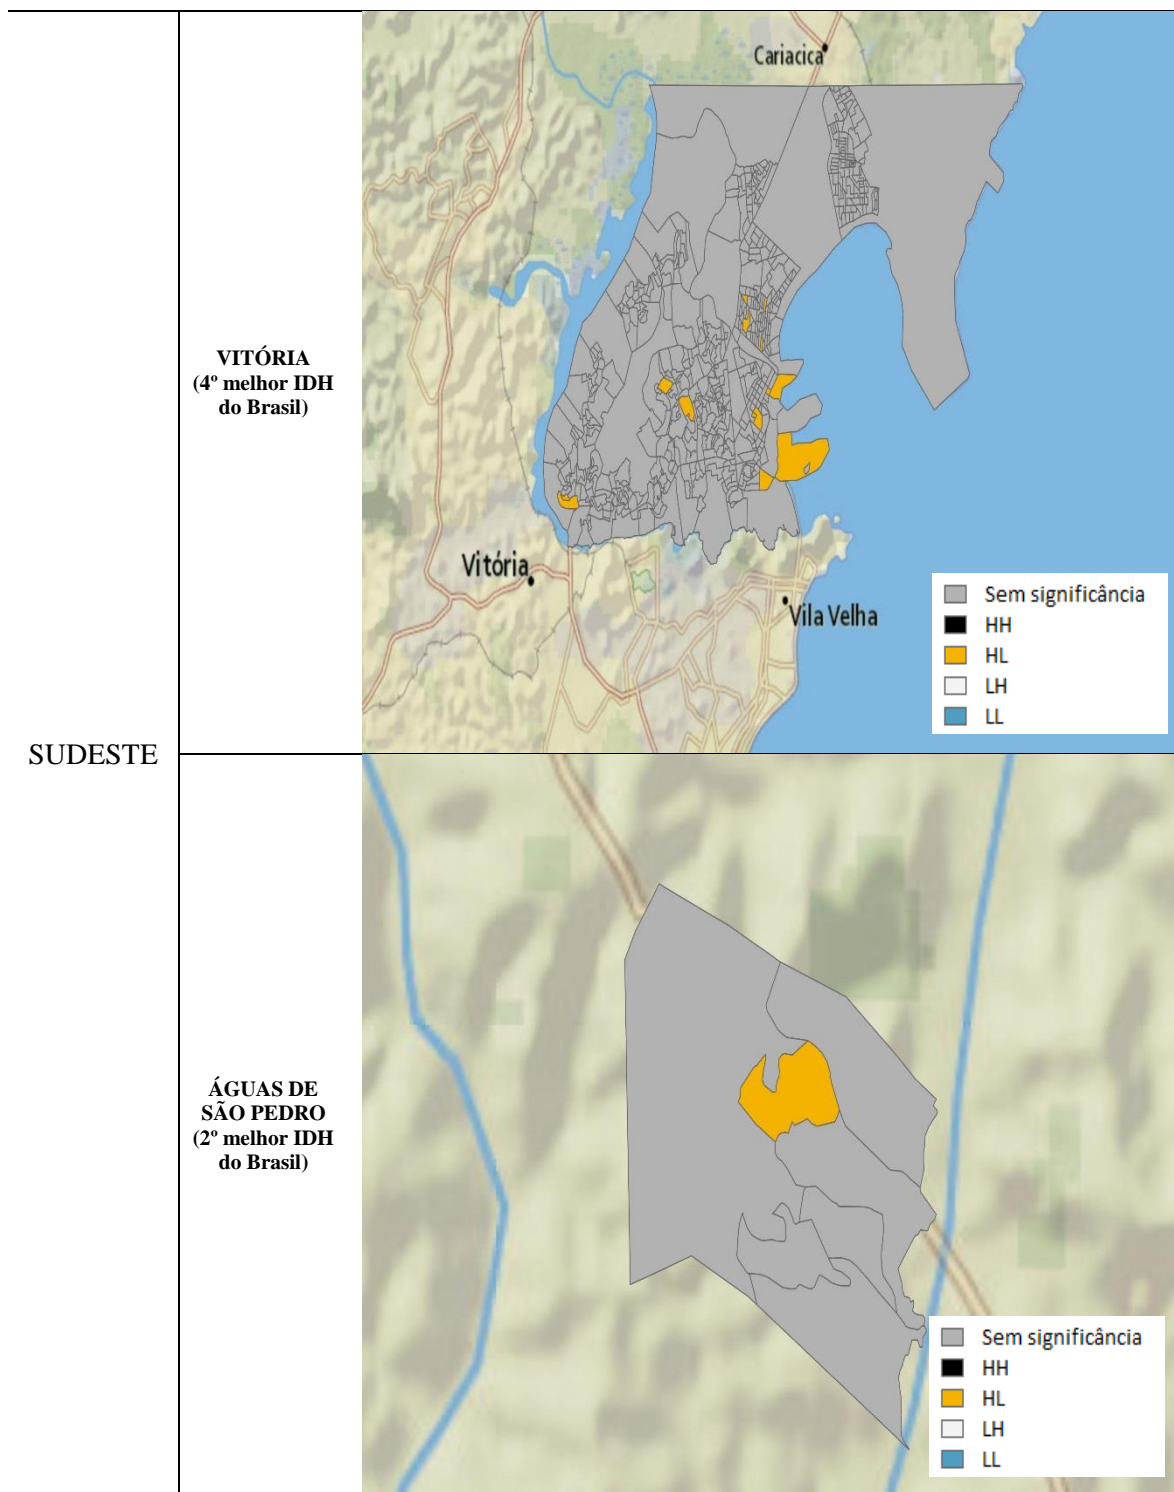 SUDESTE
VITÓRIA
(4º melhor IDH
do Brasil)
Cariacica
Vitória
Vila Velha
Sem significância
HH
HL
LH
LL
ÁGUAS DE
SÃO PEDRO
(2º melhor IDH
do Brasil)
Sem significância
HH
HL
LH
LL